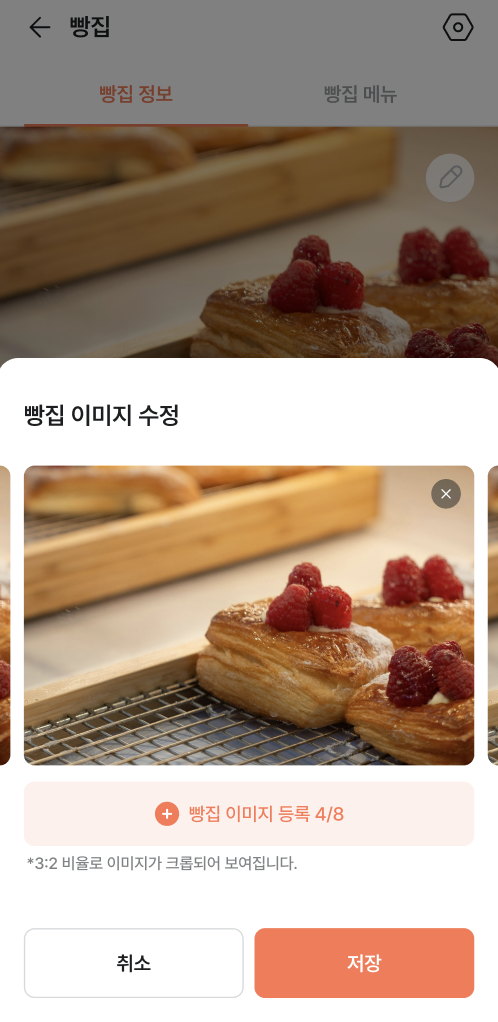 빵집
빵집 정보
빵집 메뉴
빵집 이미지 수정
빵집 이미지 등록 4/8
*3:2 비율로 이미지가 크롭되어 보여집니다.
취소
저장